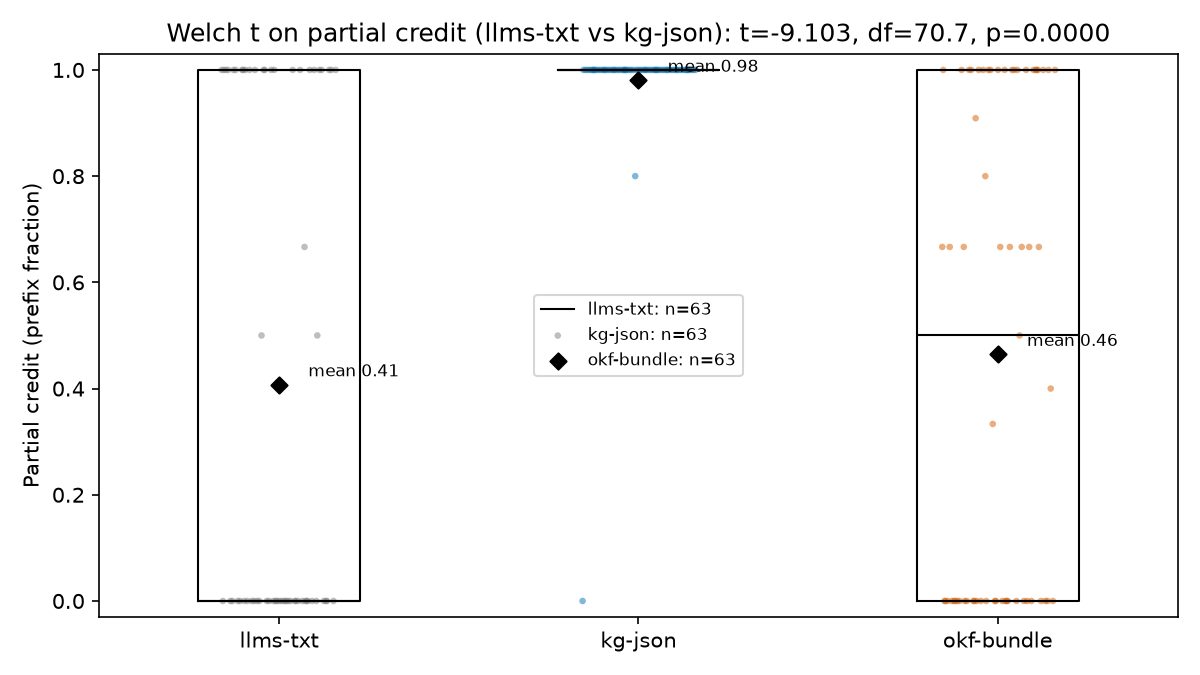 Welch t on partial credit (llms-txt vs kg-json): t=-9.103, df=70.7, p=0.0000
Partial credit (prefix fraction)
1.0
0.8
0.6
0.4
0.2
0.0
mean 0.41
mean 0.98
mean 0.46
llms-txt: n=63
kg-json: n=63
okf-bundle: n=63
llms-txt
kg-json
okf-bundle